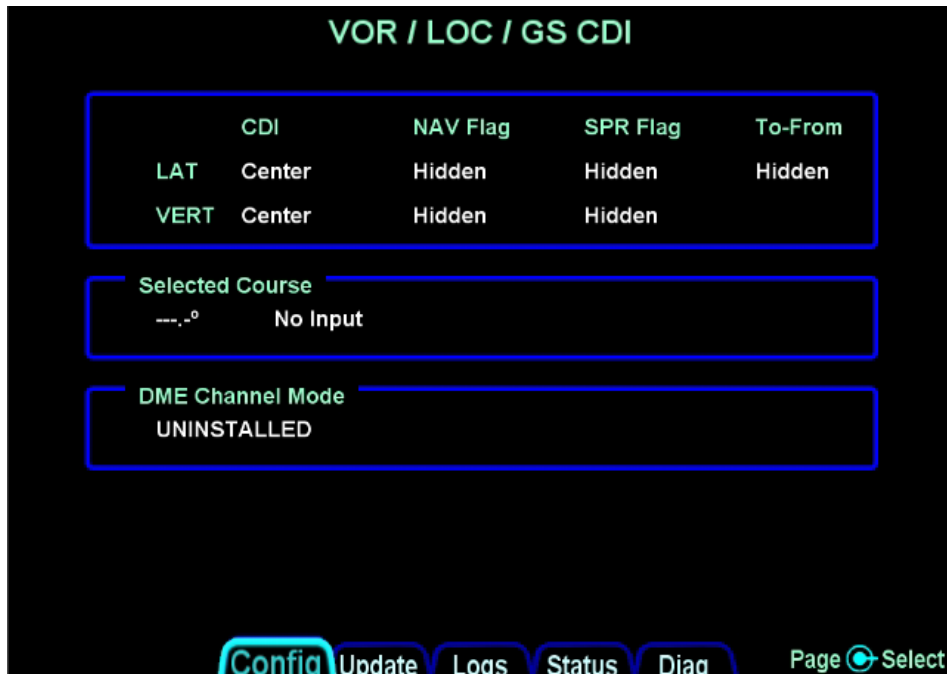 VOR / LOC / GS CDI
CDI NAV Flag SPR Flag To-From
LAT Center Hidden Hidden Hidden
VERT Center Hidden Hidden
Selected Course
---.-º No Input
DME Channel Mode
UNINSTALLED
Config Update Logs Status Diag Page Select